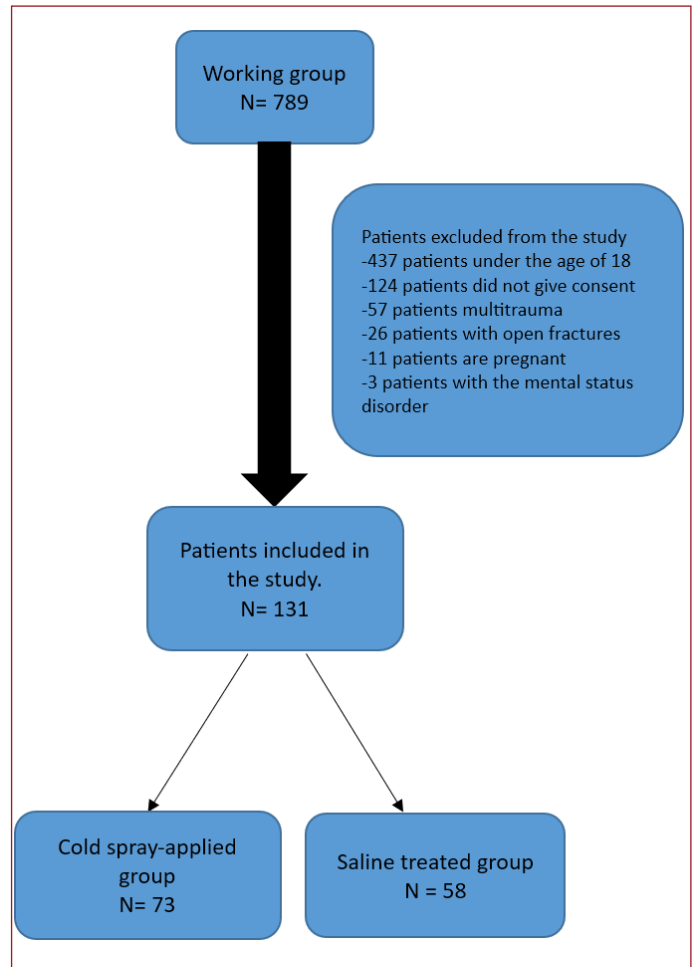 Working group
N= 789
Patients excluded from the study
-437 patients under the age of 18
-124 patients did not give consent
-57 patients multitrauma
-26 patients with open fractures
-11 patients are pregnant
-3 patients with the mental status
disorder
Patients included in
the study.
N= 131
Cold spray-applied
group
N= 73
Saline treated group
N = 58